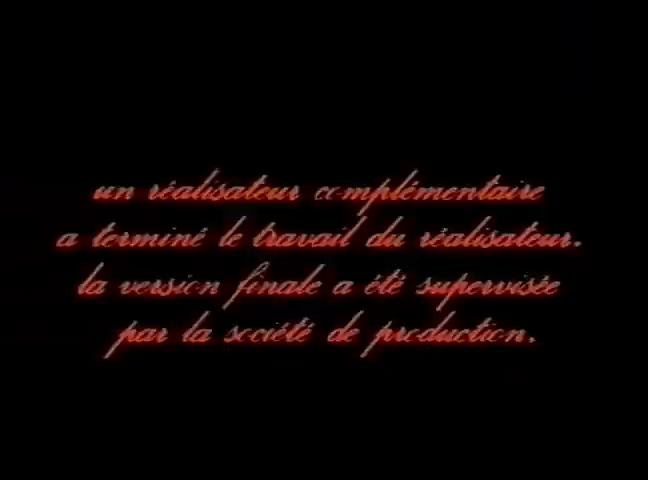 un réalisateur complémentaire
a terminé le travail du réalisateur.
la version finale a été supervisée
par la société de production.